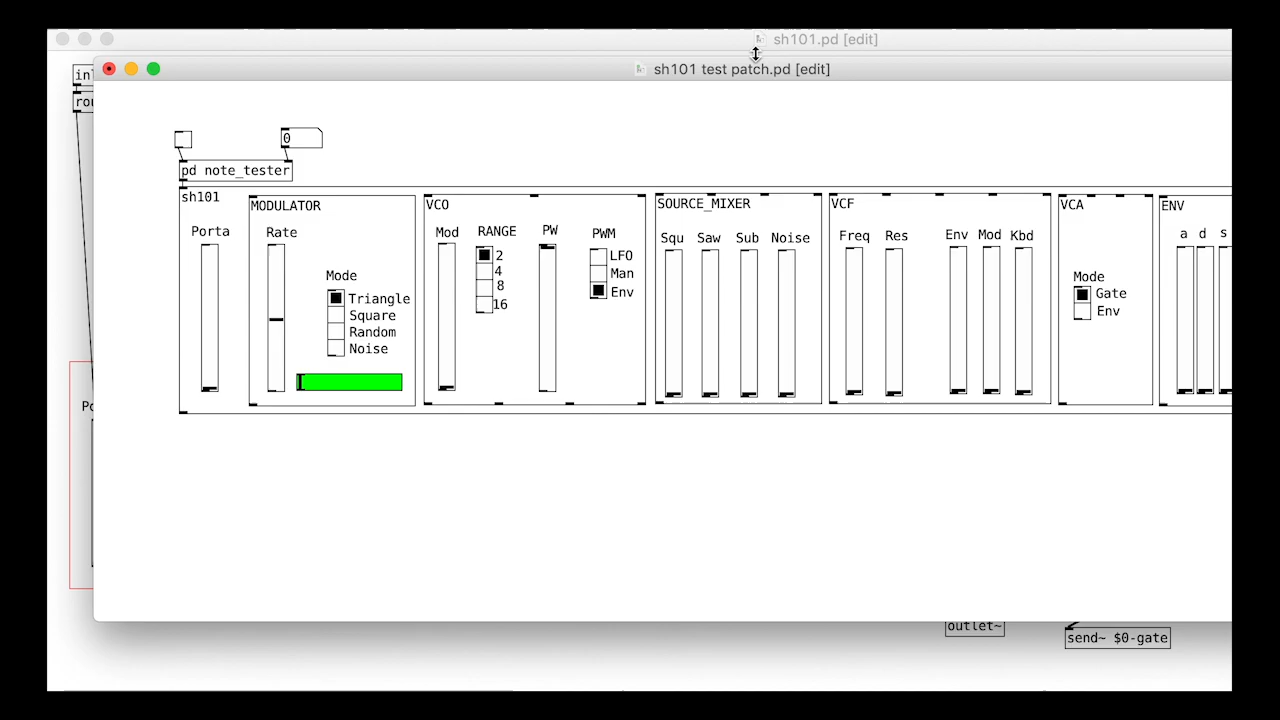 sh101.pd [edit]
sh101 test patch.pd [edit]
0
pd note_tester
sh101
MODULATOR
VCO
SOURCE_MIXER
VCF
VCA
ENV
Porta
Rate
Mod
RANGE
PW
PWM
Squ
Saw
Sub
Noise
Freq
Res
Env
Mod
Kbd
a
d
s
Mode
Triangle
Square
Random
Noise
2
4
8
16
LFO
Man
Env
Mode
Gate
Env
outlet~
send~ $0-gate